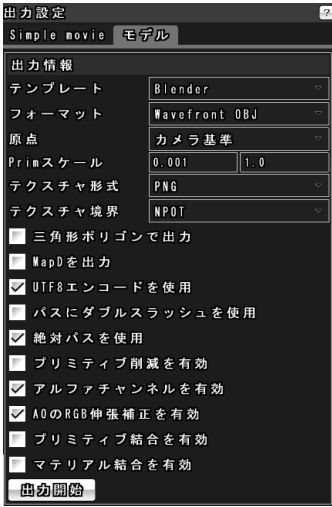 出力設定
?
Simple movie モデル
出力情報
テンプレート Blender
フォーマット Wavefront OBJ
原点 カメラ基準
Primスケール 0.001 1.0
テクスチャ形式 PNG
テクスチャ境界 NPOT
三角形ポリゴンで出力
MapDを出力
UTF8エンコードを使用
パスにダブルスラッシュを使用
絶対パスを使用
プリミティブ削減を有効
アルファチャンネルを有効
A0のRGB伸張補正を有効
プリミティブ結合を有効
マテリアル結合を有効
出力開始